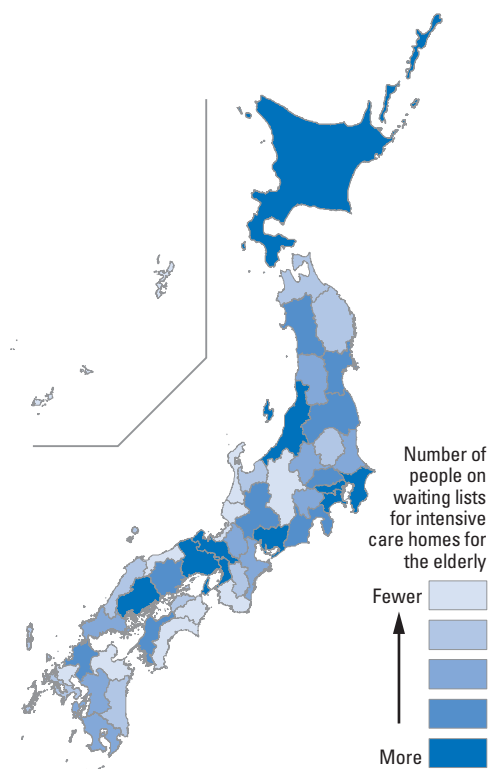 Number of
people on
waiting lists
for intensive
care homes for
the elderly
Fewer
More